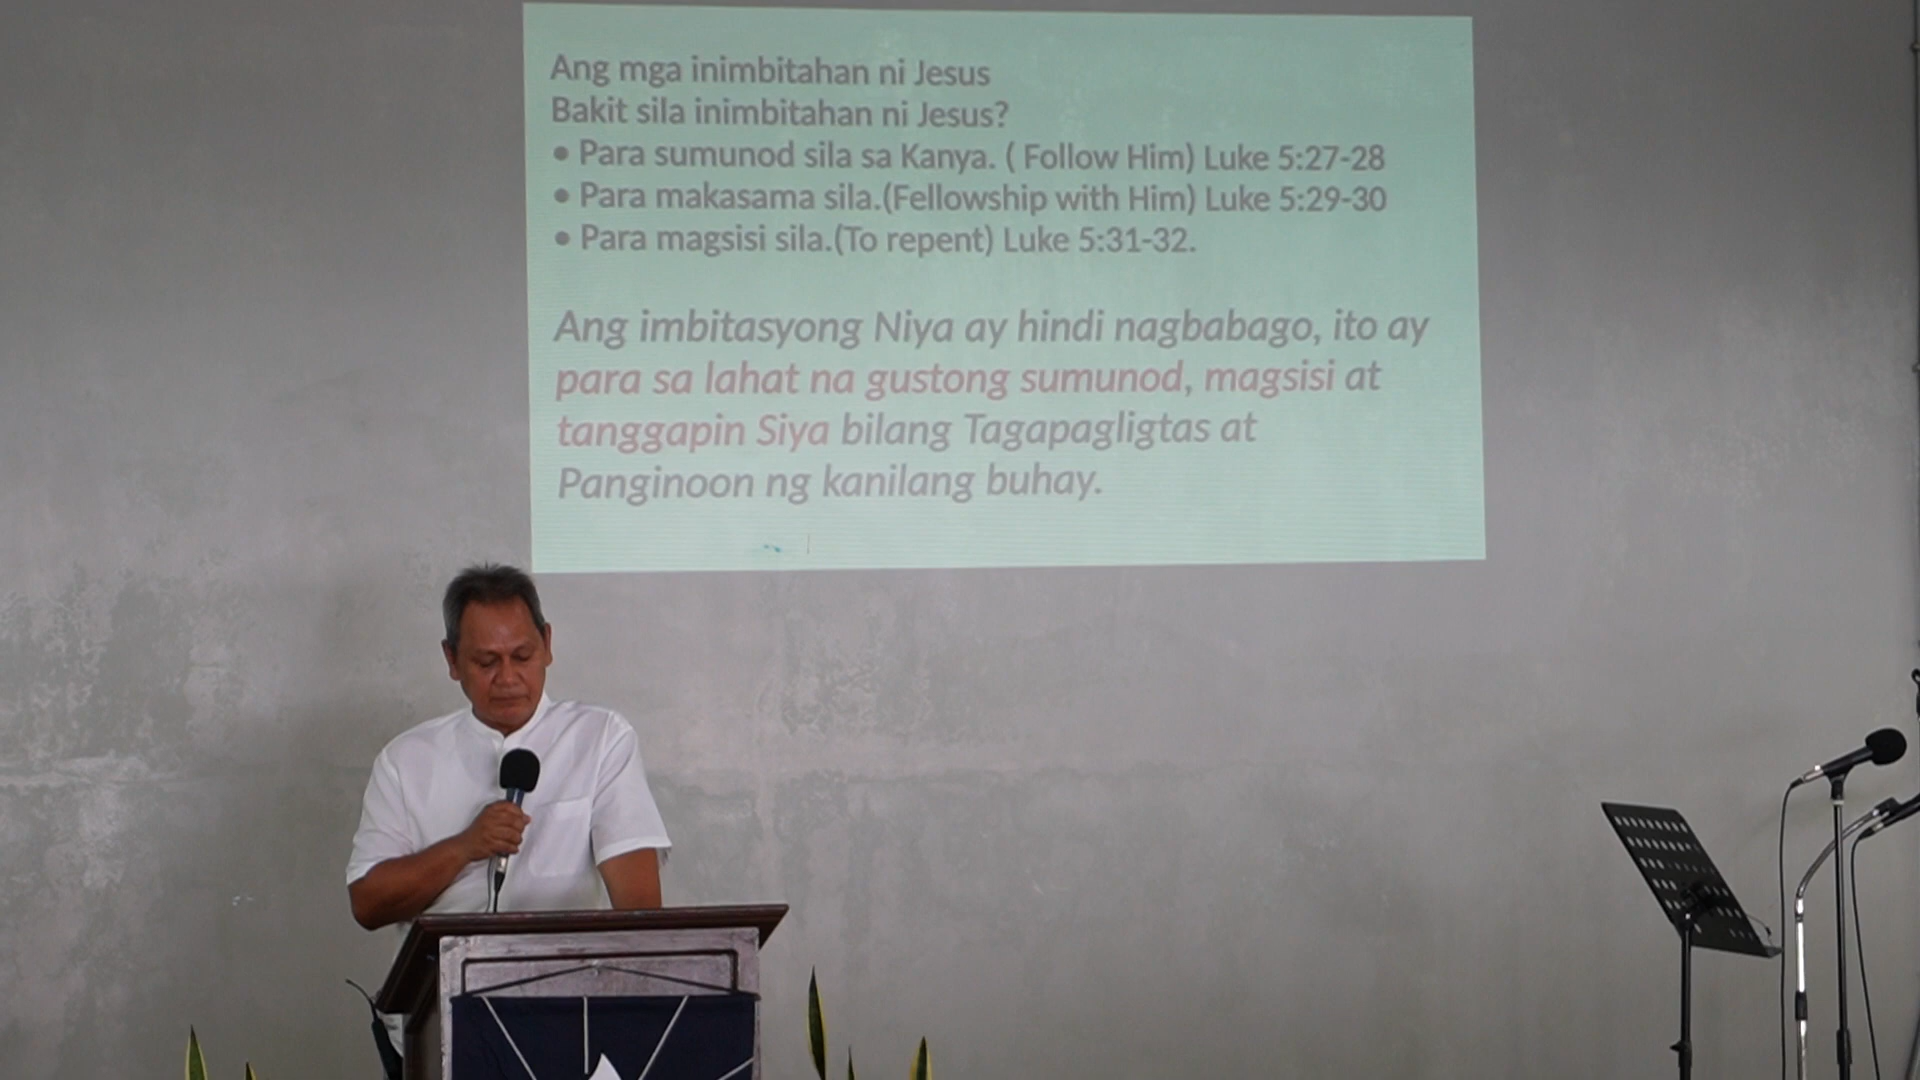 Ang mga inimbitahan ni Jesus
Bakit sila inimbitahan ni Jesus?
• Para sumunod sila sa Kanya. ( Follow Him) Luke 5:27-28
• Para makasama sila.(Fellowship with Him) Luke 5:29-30
• Para magsisi sila.(To repent) Luke 5:31-32.
Ang imbitasyong Niya ay hindi nagbabago, ito ay
para sa lahat na gustong sumunod, magsisi at
tanggapin Siya bilang Tagapagligtas at
Panginoon ng kanilang buhay.